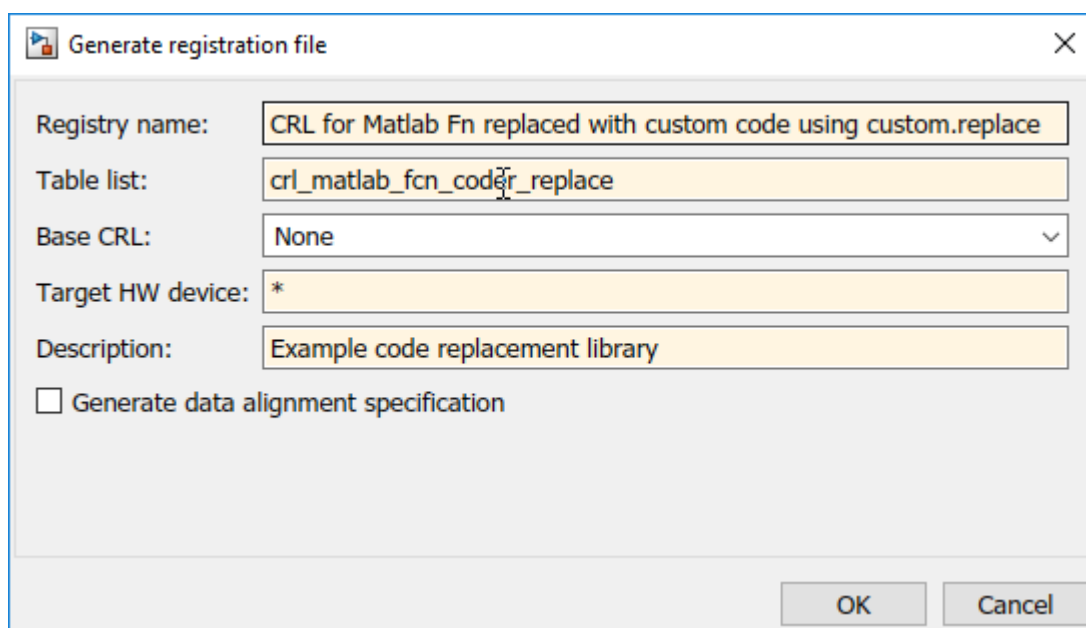 Generate registration file
Registry name: CRL for Matlab Fn replaced with custom code using custom.replace
Table list: crl_matlab_fcn_coder_replace
Base CRL: None
Target HW device: *
Description: Example code replacement library
Generate data alignment specification
OK Cancel